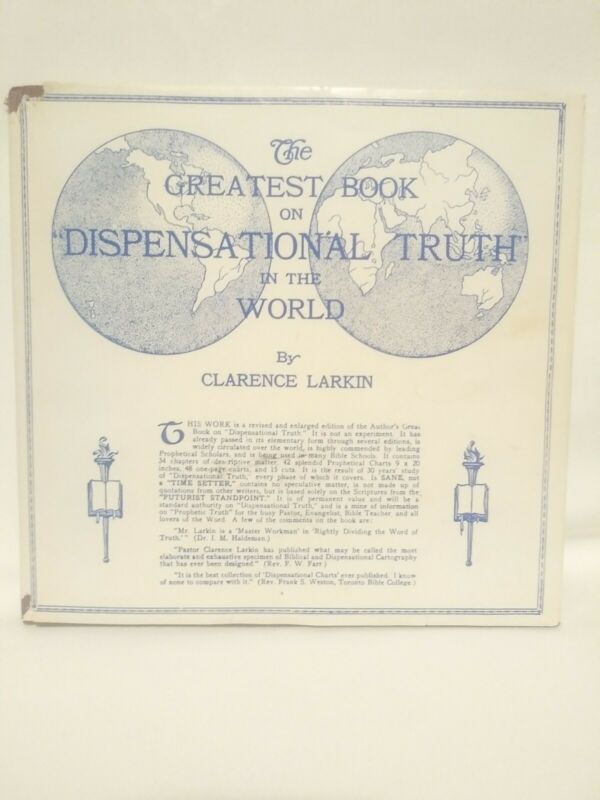 The
GREATEST BOOK
ON
"DISPENSATIONAL TRUTH"
IN THE
WORLD
By
CLARENCE LARKIN
THIS WORK is a revised and enlarged edition of the Author's Great
Book on "Dispensational Truth." It is not an experiment. It has
already passed in its elementary form through several editions, is
widely circulated over the world, is highly commended by leading
Prophetical Scholars, and is being used in many Bible Schools. It contains
34 chapters of descriptive matter, 42 splendid Prophetical Charts 9 x 20
inches, 48 one-page charts, and 15 cuts. It is the result of 30 years' study
of "Dispensational Truth," every phase of which it covers. Is SANE, not
a "TIME SETTER," contains no speculative matter, is not made up of
quotations from other writers, but is based solely on the Scriptures from the
"FUTURIST STANDPOINT." It is of permanent value and will be a
standard authority on "Dispensational Truth," and is a mine of information
on "Prophetic Truth" for the busy Pastor, Evangelist, Bible Teacher, and all
lovers of the Word. A few of the comments on the book are:
"Mr. Larkin is a 'Master Workman' in 'Rightly Dividing the Word of
Truth.'" (Dr. I. M. Haldeman.)
"Pastor Clarence Larkin has published what may be called the most
elaborate and exhaustive specimen of Biblical and Dispensational Cartography
that has ever been designed." (Rev. F. W. Farr.)
"It is the best collection of 'Dispensational Charts' ever published. I know
of none to compare with it." (Rev. Frank S. Weston, Toronto Bible College.)